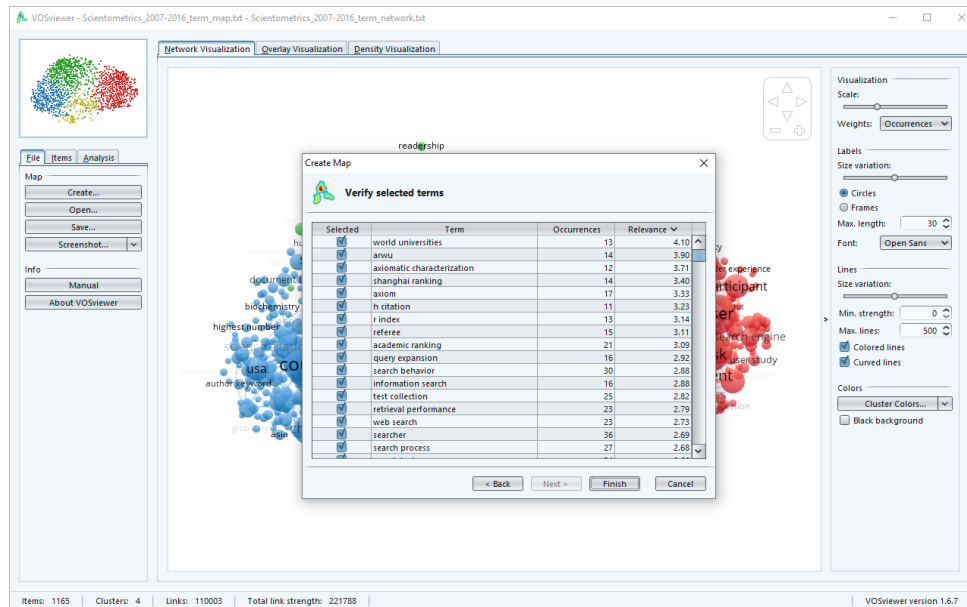 VOSviewer - Scientometrics_2007-2016_term_map.txt - Scientometrics_2007-2016_term_network.txt
Network Visualization Overlay Visualization Density Visualization
File Items Analysis
Map
Create...
Open...
Save...
Screenshot...
Info
Manual
About VOSviewer
readership
document
biochemistry
highest number
usa
author keyword
asia
er experience
articipant
search engine
user study
Create Map
Verify selected terms
Selected Term Occurrences Relevance
world universities 13 4.10
arwu 14 3.90
axiomatic characterization 12 3.71
shanghai ranking 14 3.40
axiom 17 3.33
h citation 11 3.23
r index 13 3.14
referee 15 3.11
academic ranking 21 3.09
query expansion 16 2.92
search behavior 30 2.88
information search 16 2.88
test collection 25 2.82
retrieval performance 23 2.79
web search 23 2.73
searcher 36 2.69
search process 27 2.68
< Back Next > Finish Cancel
Visualization
Scale:
Weights: Occurrences
Labels
Size variation:
Circles
Frames
Max. length: 30
Font: Open Sans
Lines
Size variation:
Min. strength: 0
Max. lines: 500
Colored lines
Curved lines
Colors
Cluster Colors...
Black background
Items: 1165 Clusters: 4 Links: 110003 Total link strength: 221788 VOSviewer version 1.6.7